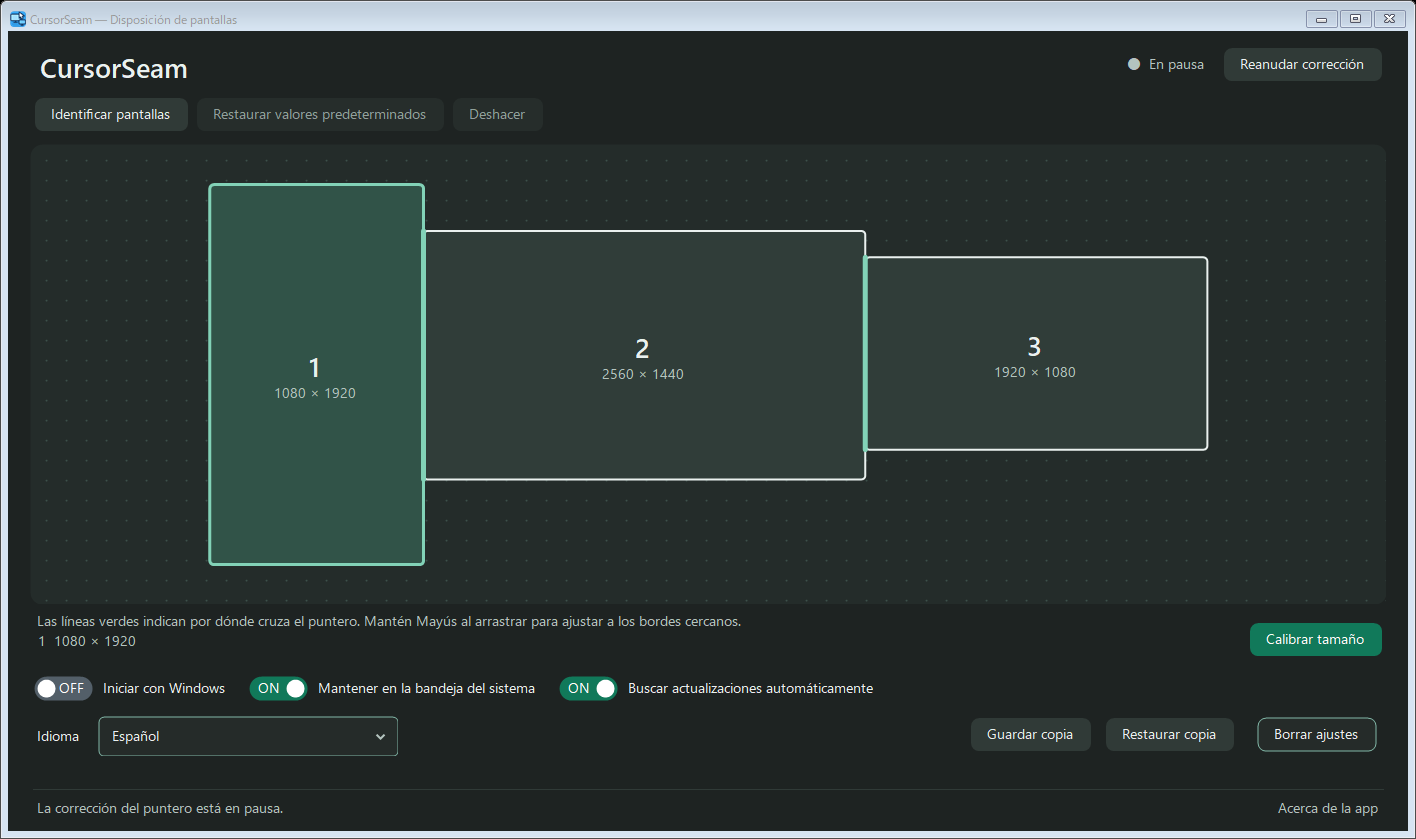 CursorSeam — Disposición de pantallas
CursorSeam
En pausa
Reanudar corrección
Identificar pantallas
Restaurar valores predeterminados
Deshacer
1
1080 × 1920
2
2560 × 1440
3
1920 × 1080
Las líneas verdes indican por dónde cruza el puntero. Mantén Mayús al arrastrar para ajustar a los bordes cercanos.
1 1080 × 1920
Calibrar tamaño
OFF Iniciar con Windows
ON Mantener en la bandeja del sistema
ON Buscar actualizaciones automáticamente
Idioma
Español
Guardar copia
Restaurar copia
Borrar ajustes
La corrección del puntero está en pausa.
Acerca de la app